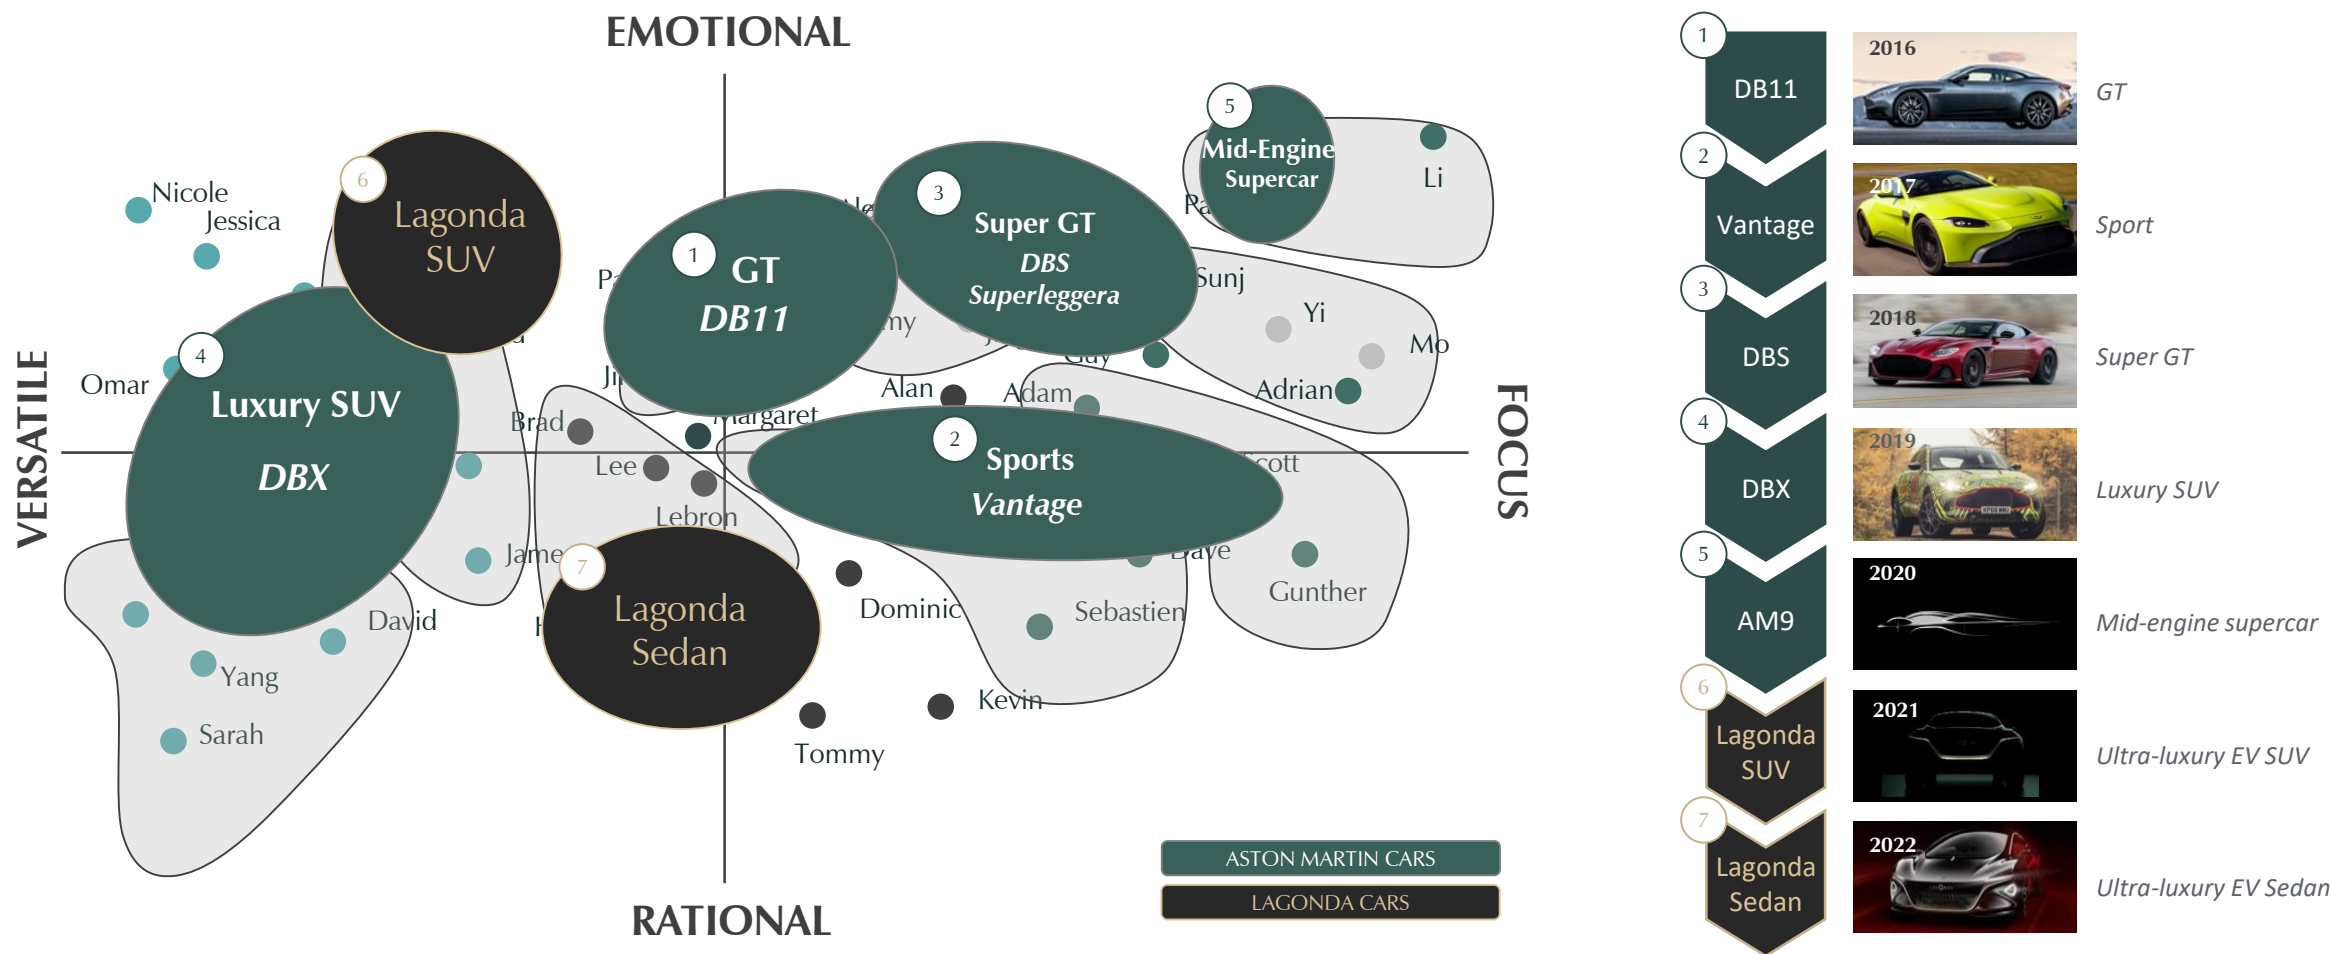 EMOTIONAL
VERSATILE
FOCUS
RATIONAL
Nicole
Jessica
Omar
6
Lagonda
SUV
4
Luxury SUV
DBX
1
GT
DB11
3
Super GT
DBS
Superleggera
5
Mid-Engine
Supercar
Li
Yi
Mo
Adrian
Alan
Adam
Margaret
Brad
Lee
Lebron
2
Sports
Vantage
7
Lagonda
Sedan
David
Yang
Sarah
Dominic
Sebastien
Gunther
Kevin
Tommy
ASTON MARTIN CARS
LAGONDA CARS
1
DB11
2016
GT
2
Vantage
2017
Sport
3
DBS
2018
Super GT
4
DBX
2019
Luxury SUV
5
AM9
2020
Mid-engine supercar
6
Lagonda
SUV
2021
Ultra-luxury EV SUV
7
Lagonda
Sedan
2022
Ultra-luxury EV Sedan